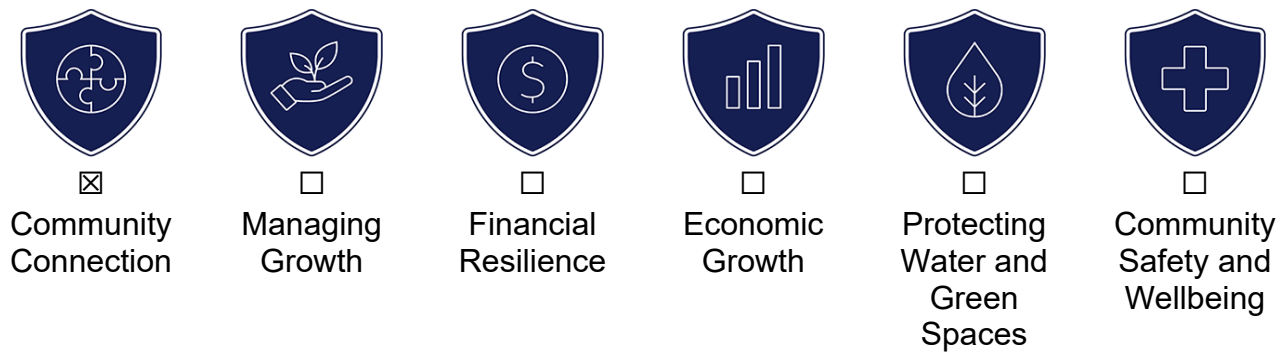 $
☒
Community
Connection
☐
Managing
Growth
☐
Financial
Resilience
☐
Economic
Growth
☐
Protecting
Water and
Green
Spaces
☐
Community
Safety and
Wellbeing